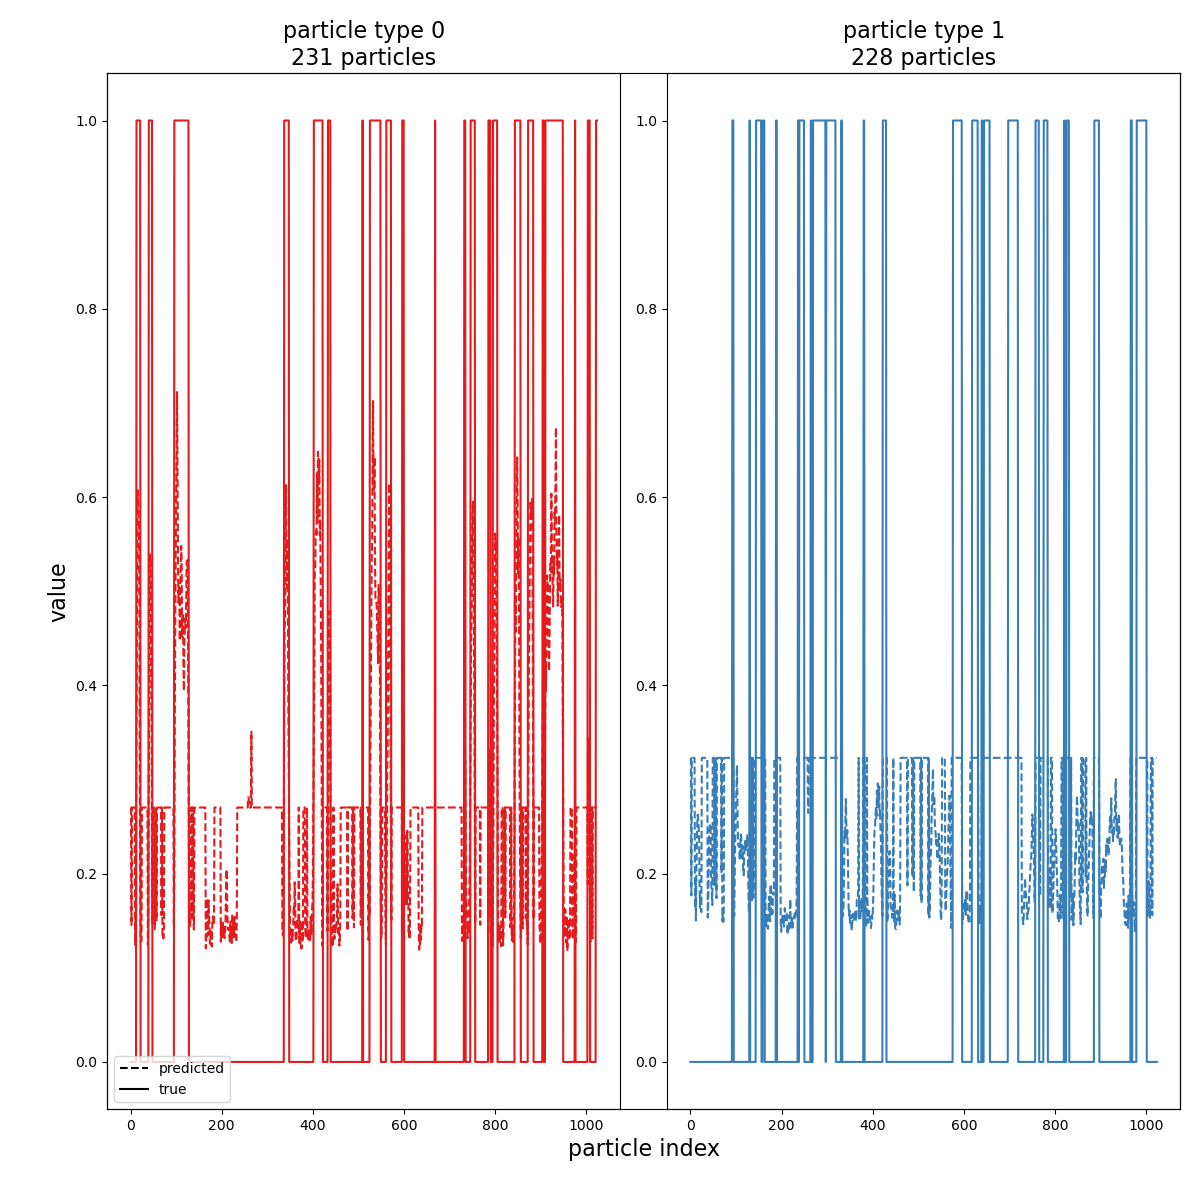 particle type 0
231 particles
particle type 1
228 particles
value
1.0
0.8
0.6
0.4
0.2
0.0
1.0
0.8
0.6
0.4
0.2
0.0
predicted
true
0 200 400 600 800 1000
0 200 400 600 800 1000
particle index